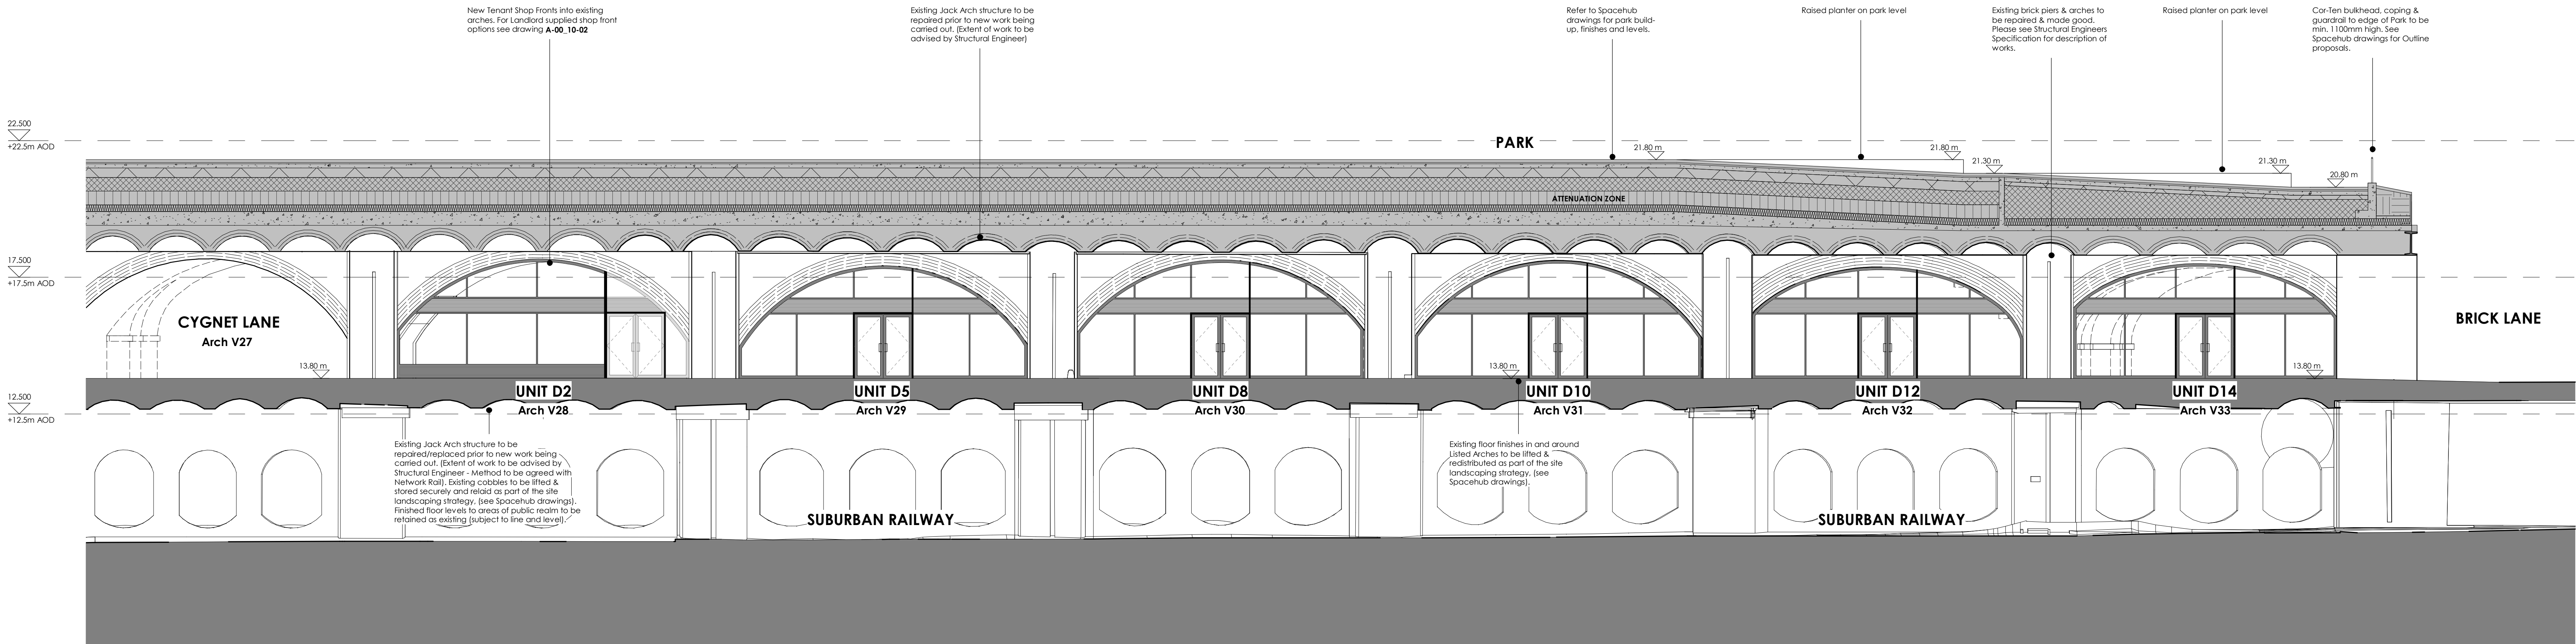 New Tenant Shop Fronts into existing
arches. For Landlord supplied shop front
options see drawing A-00_10-02
Existing Jack Arch structure to be
repaired prior to new work being
carried out. (Extent of work to be
advised by Structural Engineer)
Refer to Spacehub
drawings for park build-
up, finishes and levels.
Raised planter on park level
Existing brick piers & arches to
be repaired & made good.
Please see Structural Engineers
Specification for description of
works.
Raised planter on park level
Cor-Ten bulkhead, coping &
guardrail to edge of Park to be
min. 1100mm high. See
Spacehub drawings for Outline
proposals.
22.500
+22.5m AOD
PARK
21.80 m
21.80 m
21.30 m
21.30 m
20.80 m
ATTENUATION ZONE
17.500
+17.5m AOD
CYGNET LANE
Arch V27
BRICK LANE
13.80 m
13.80 m
13.80 m
12.500
+12.5m AOD
UNIT D2
Arch V28
UNIT D5
Arch V29
UNIT D8
Arch V30
UNIT D10
Arch V31
UNIT D12
Arch V32
UNIT D14
Arch V33
Existing Jack Arch structure to be
repaired/replaced prior to new work being
carried out. (Extent of work to be advised by
Structural Engineer - Method to be agreed with
Network Rail). Existing cobbles to be lifted &
stored securely and relaid as part of the site
landscaping strategy. (see Spacehub drawings).
Finished floor levels to areas of public realm to be
retained as existing (subject to line and level).
Existing floor finishes in and around
Listed Arches to be lifted &
redistributed as part of the site
landscaping strategy. (see
Spacehub drawings).
SUBURBAN RAILWAY
SUBURBAN RAILWAY